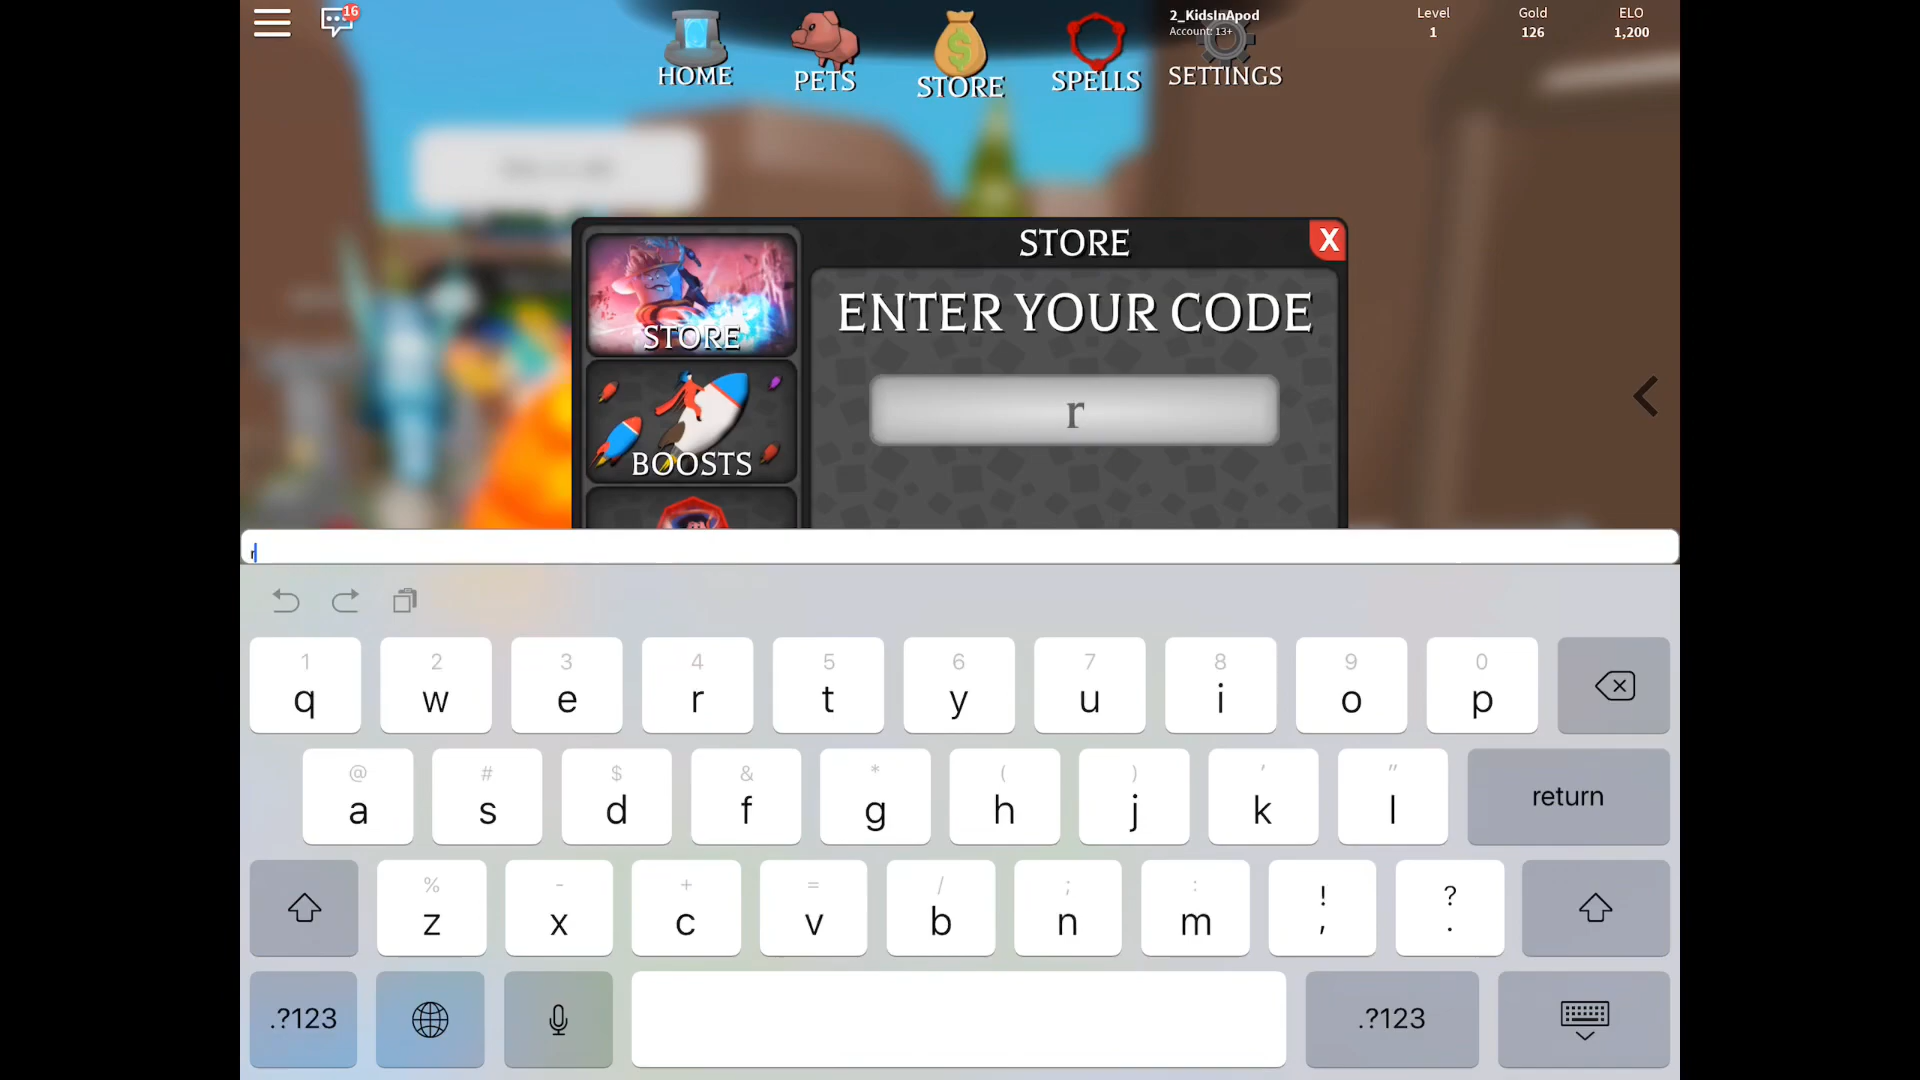 16
HOME
PETS
STORE
SPELLS
SETTINGS
2_KidsInApod
Account: 13+
Level
1
Gold
126
ELO
1,200
STORE
X
STORE
BOOSTS
ENTER YOUR CODE
r
r
1 2 3 4 5 6 7 8 9 0
q w e r t y u i o p
@ # $ & * ( ) ' "
a s d f g h j k l return
% - + = / ; : ! ?
z x c v b n m , .
.?123 .?123